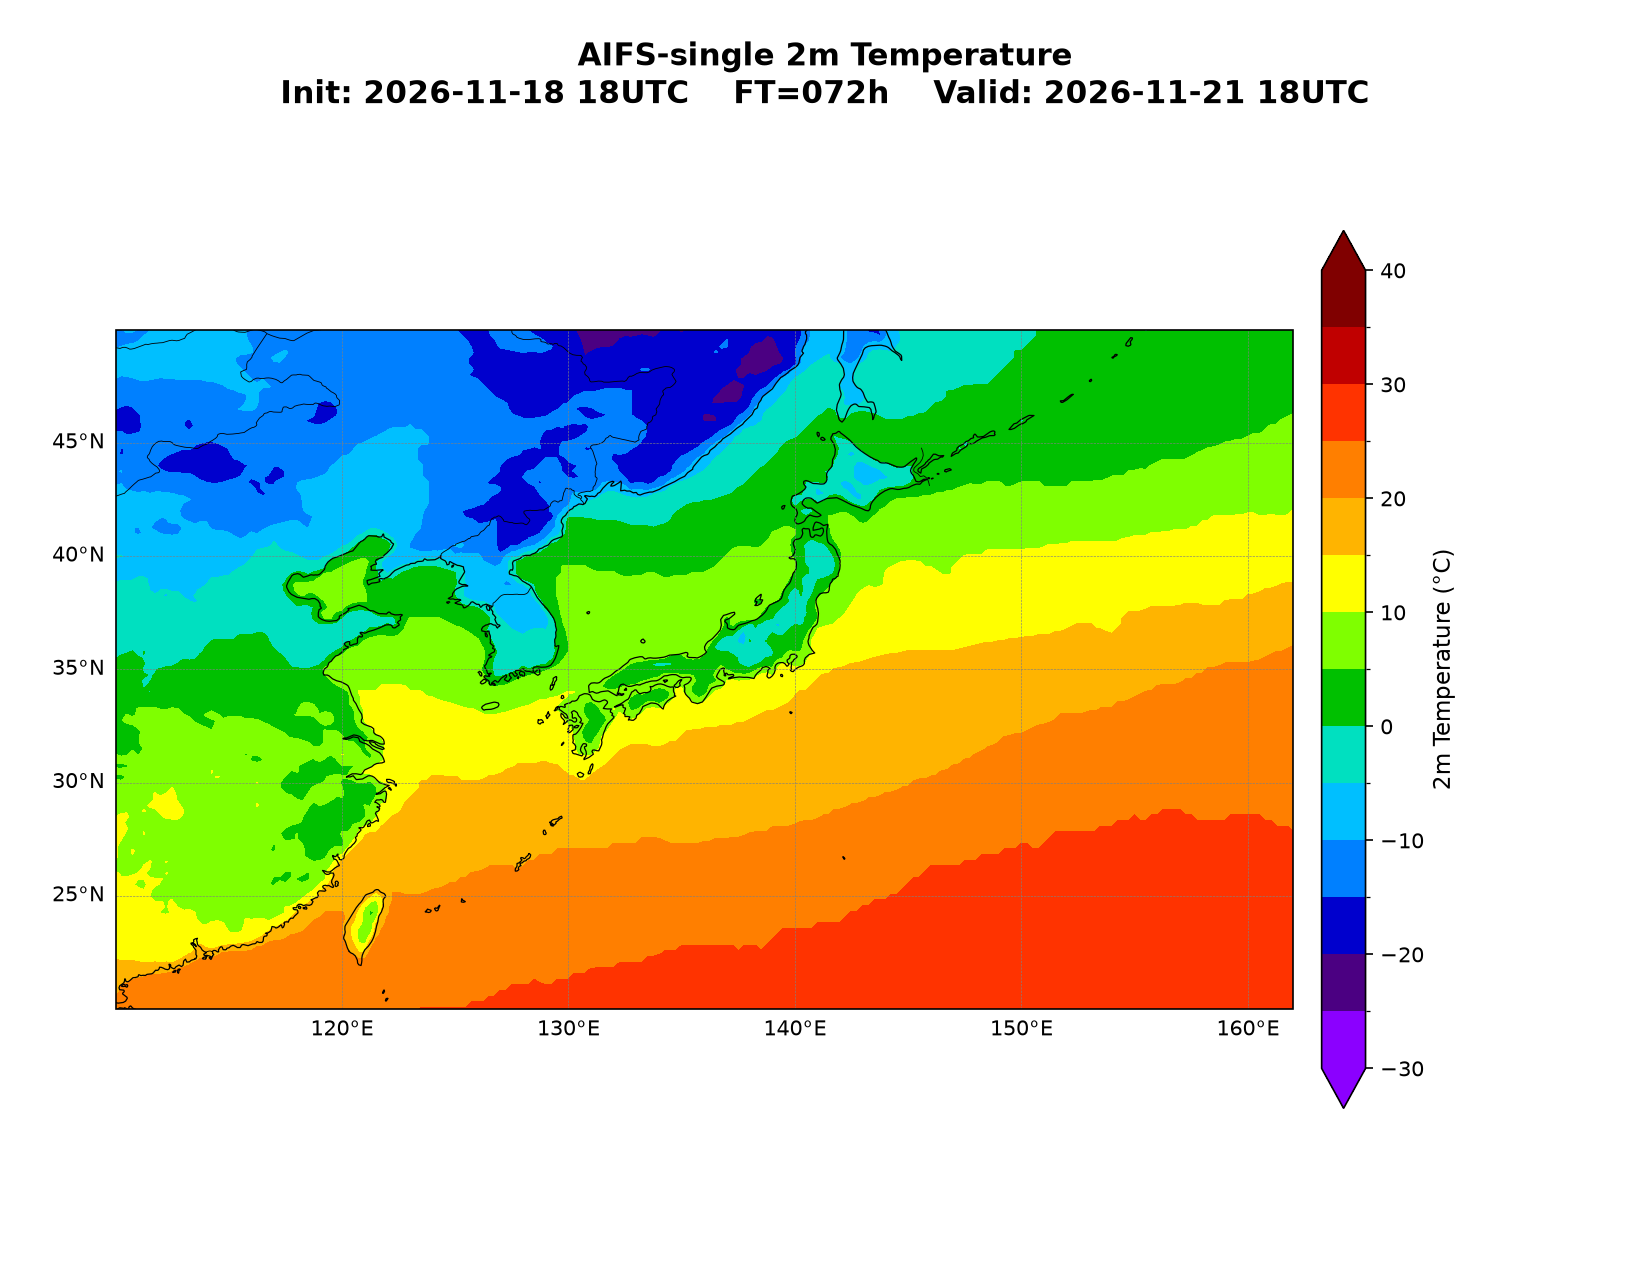 AIFS-single 2m Temperature
Init: 2026-11-18 18UTC    FT=072h    Valid: 2026-11-21 18UTC
45°N
40°N
35°N
30°N
25°N
120°E
130°E
140°E
150°E
160°E
40
30
20
10
0
−10
−20
−30
2m Temperature (°C)